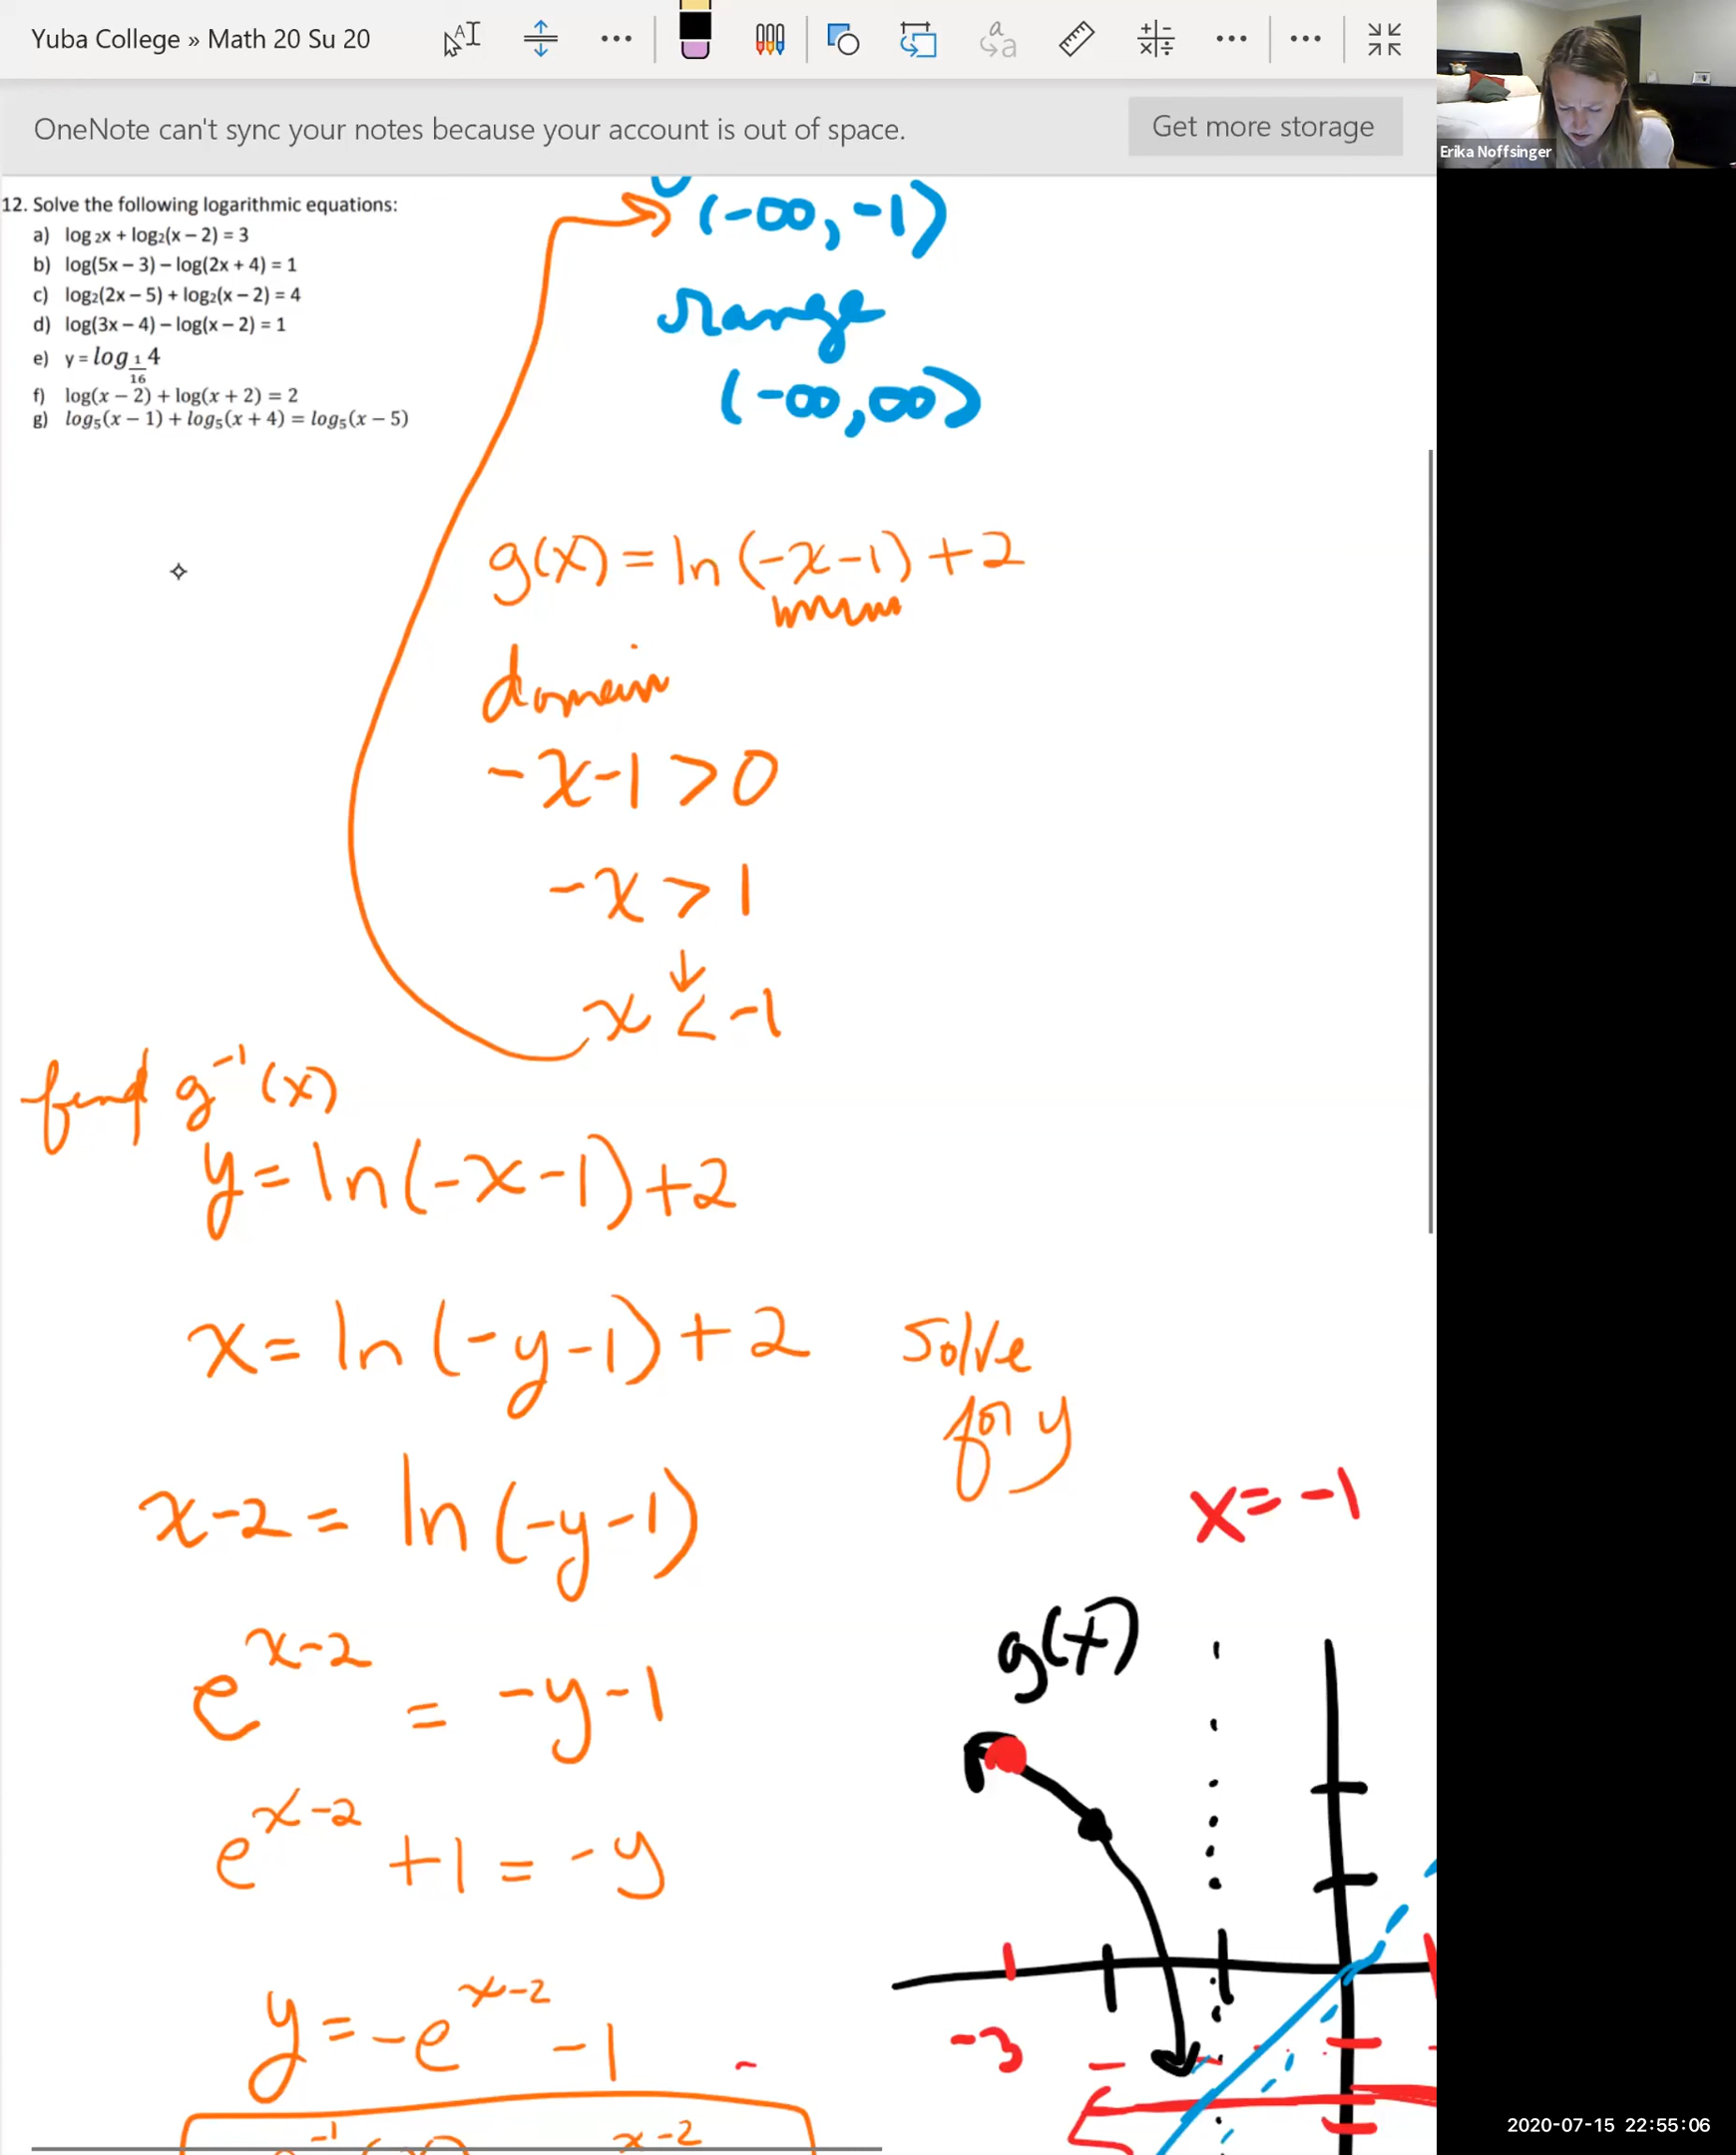 Yuba College » Math 20 Su 20
OneNote can't sync your notes because your account is out of space.
Get more storage
Erika Noffsinger
12. Solve the following logarithmic equations:
a) log ₂x + log₂(x – 2) = 3
b) log(5x – 3) – log(2x + 4) = 1
c) log₂(2x – 5) + log₂(x – 2) = 4
d) log(3x – 4) – log(x – 2) = 1
e) y = log_{1/16} 4
f) log(x – 2) + log(x + 2) = 2
g) log₅(x – 1) + log₅(x + 4) = log₅(x – 5)
(-∞, -1)
range
(-∞, ∞)
g(x) = ln(-x-1)+2
domain
-x-1 > 0
-x > 1
x < -1
find g⁻¹(x)
y = ln(-x-1)+2
x = ln(-y-1)+2
solve
for y
x-2 = ln(-y-1)
x = -1
e^{x-2} = -y-1
g(x)
e^{x-2} +1 = -y
y = -e^{x-2} -1
-3
x-2
2020-07-15 22:55:06